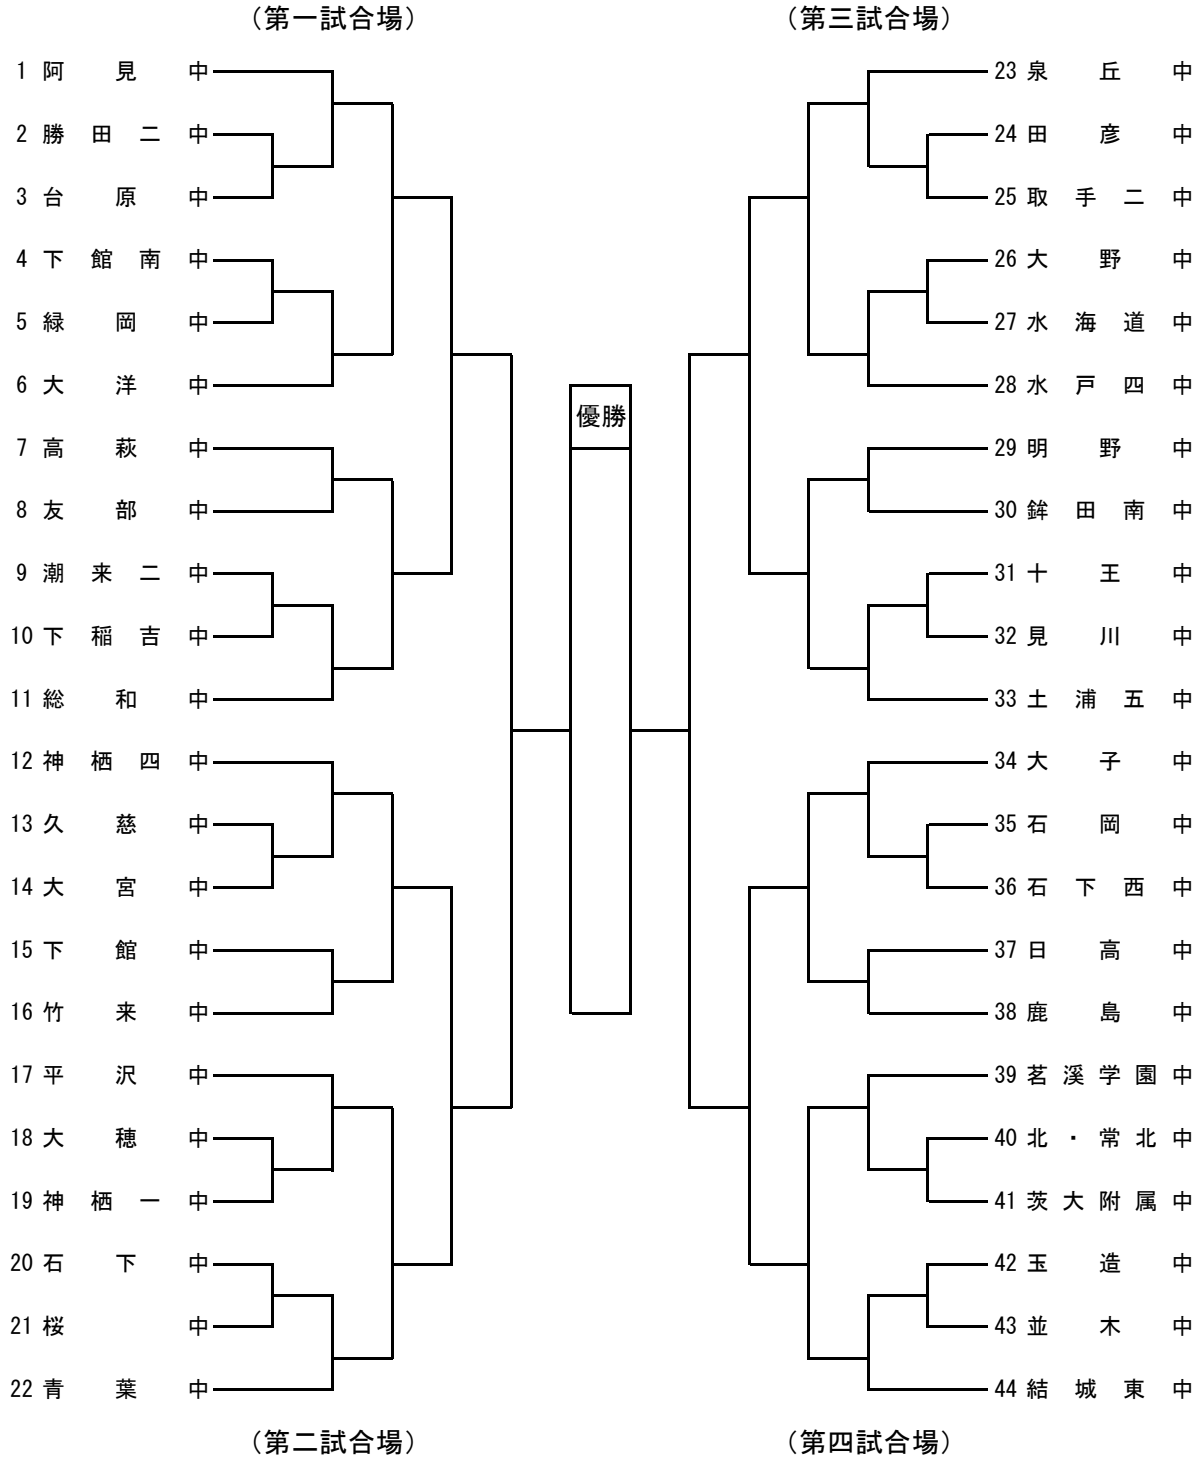 (第一試合場)
1 阿見中
2 勝田二中
3 台原中
4 下館南中
5 緑岡中
6 大洋中
7 高萩中
8 友部中
9 潮来二中
10 下稲吉中
11 総和中
12 神栖四中
13 久慈中
14 大宮中
15 下館中
16 竹来中
17 平沢中
18 大穂中
19 神栖一中
20 石下中
21 桜中
22 青葉中
(第二試合場)
優勝
(第三試合場)
23 泉丘中
24 田彦中
25 取手二中
26 大野中
27 水海道中
28 水戸四中
29 明野中
30 鉾田南中
31 十王中
32 見川中
33 土浦五中
34 大子中
35 石岡中
36 石下西中
37 日高中
38 鹿島中
39 茗溪学園中
40 北・常北中
41 茨大附属中
42 玉造中
43 並木中
44 結城東中
(第四試合場)